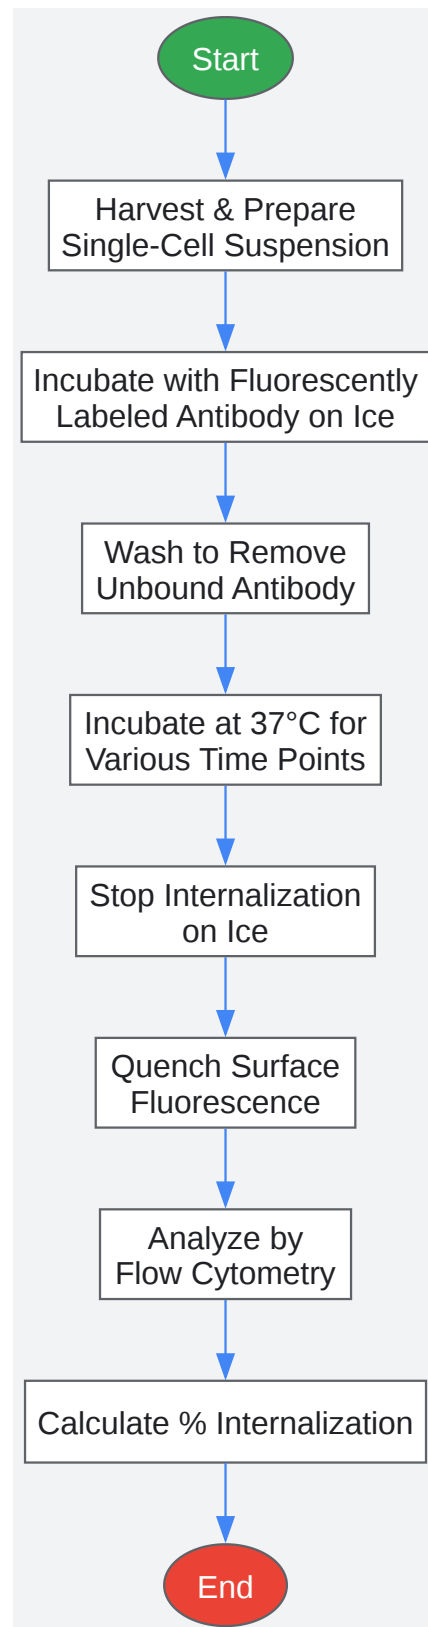 Start
Harvest & Prepare
Single-Cell Suspension
Incubate with Fluorescently
Labeled Antibody on Ice
Wash to Remove
Unbound Antibody
Incubate at 37°C for
Various Time Points
Stop Internalization
on Ice
Quench Surface
Fluorescence
Analyze by
Flow Cytometry
Calculate % Internalization
End